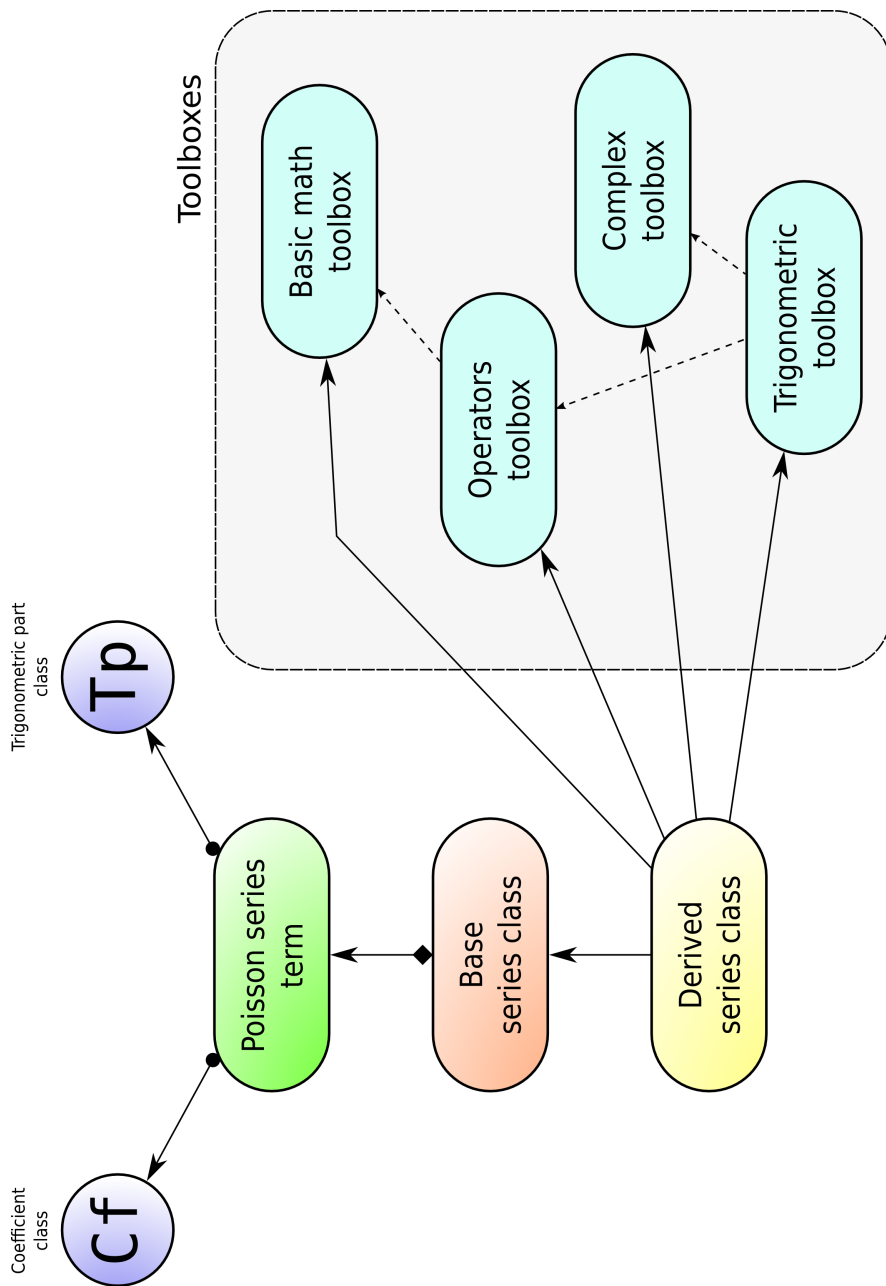 Coefficient
class
Cf
Trigonometric part
class
Tp
Poisson series
term
Base
series class
Derived
series class
Toolboxes
Basic math
toolbox
Operators
toolbox
Complex
toolbox
Trigonometric
toolbox